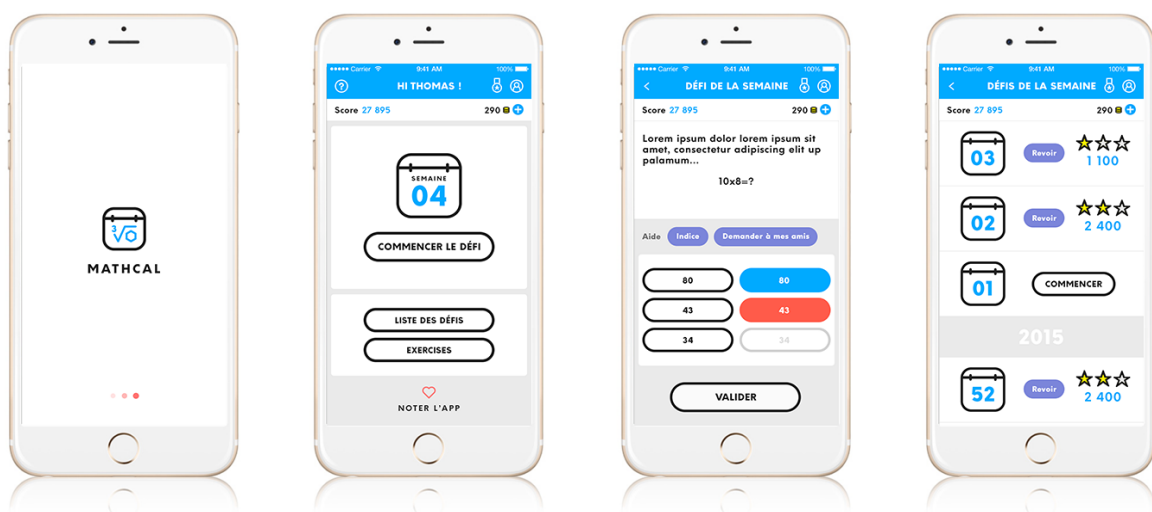 3√
MATHCAL
Carrier 9:41 AM 100%
? HI THOMAS !
Score 27 895 290 +
SEMAINE
04
COMMENCER LE DÉFI
LISTE DES DÉFIS
EXERCISES
NOTER L'APP
Carrier 9:41 AM 100%
< DÉFI DE LA SEMAINE
Score 27 895 290 +
Lorem ipsum dolor lorem ipsum sit
amet, consectetur adipiscing elit up
palamum...
10x8=?
Aide Indice Demander à mes amis
80 80
43 43
34 34
VALIDER
Carrier 9:41 AM 100%
< DÉFIS DE LA SEMAINE
Score 27 895 290 +
03 Revoir
1 100
02 Revoir
2 400
01 COMMENCER
2015
52 Revoir
2 400